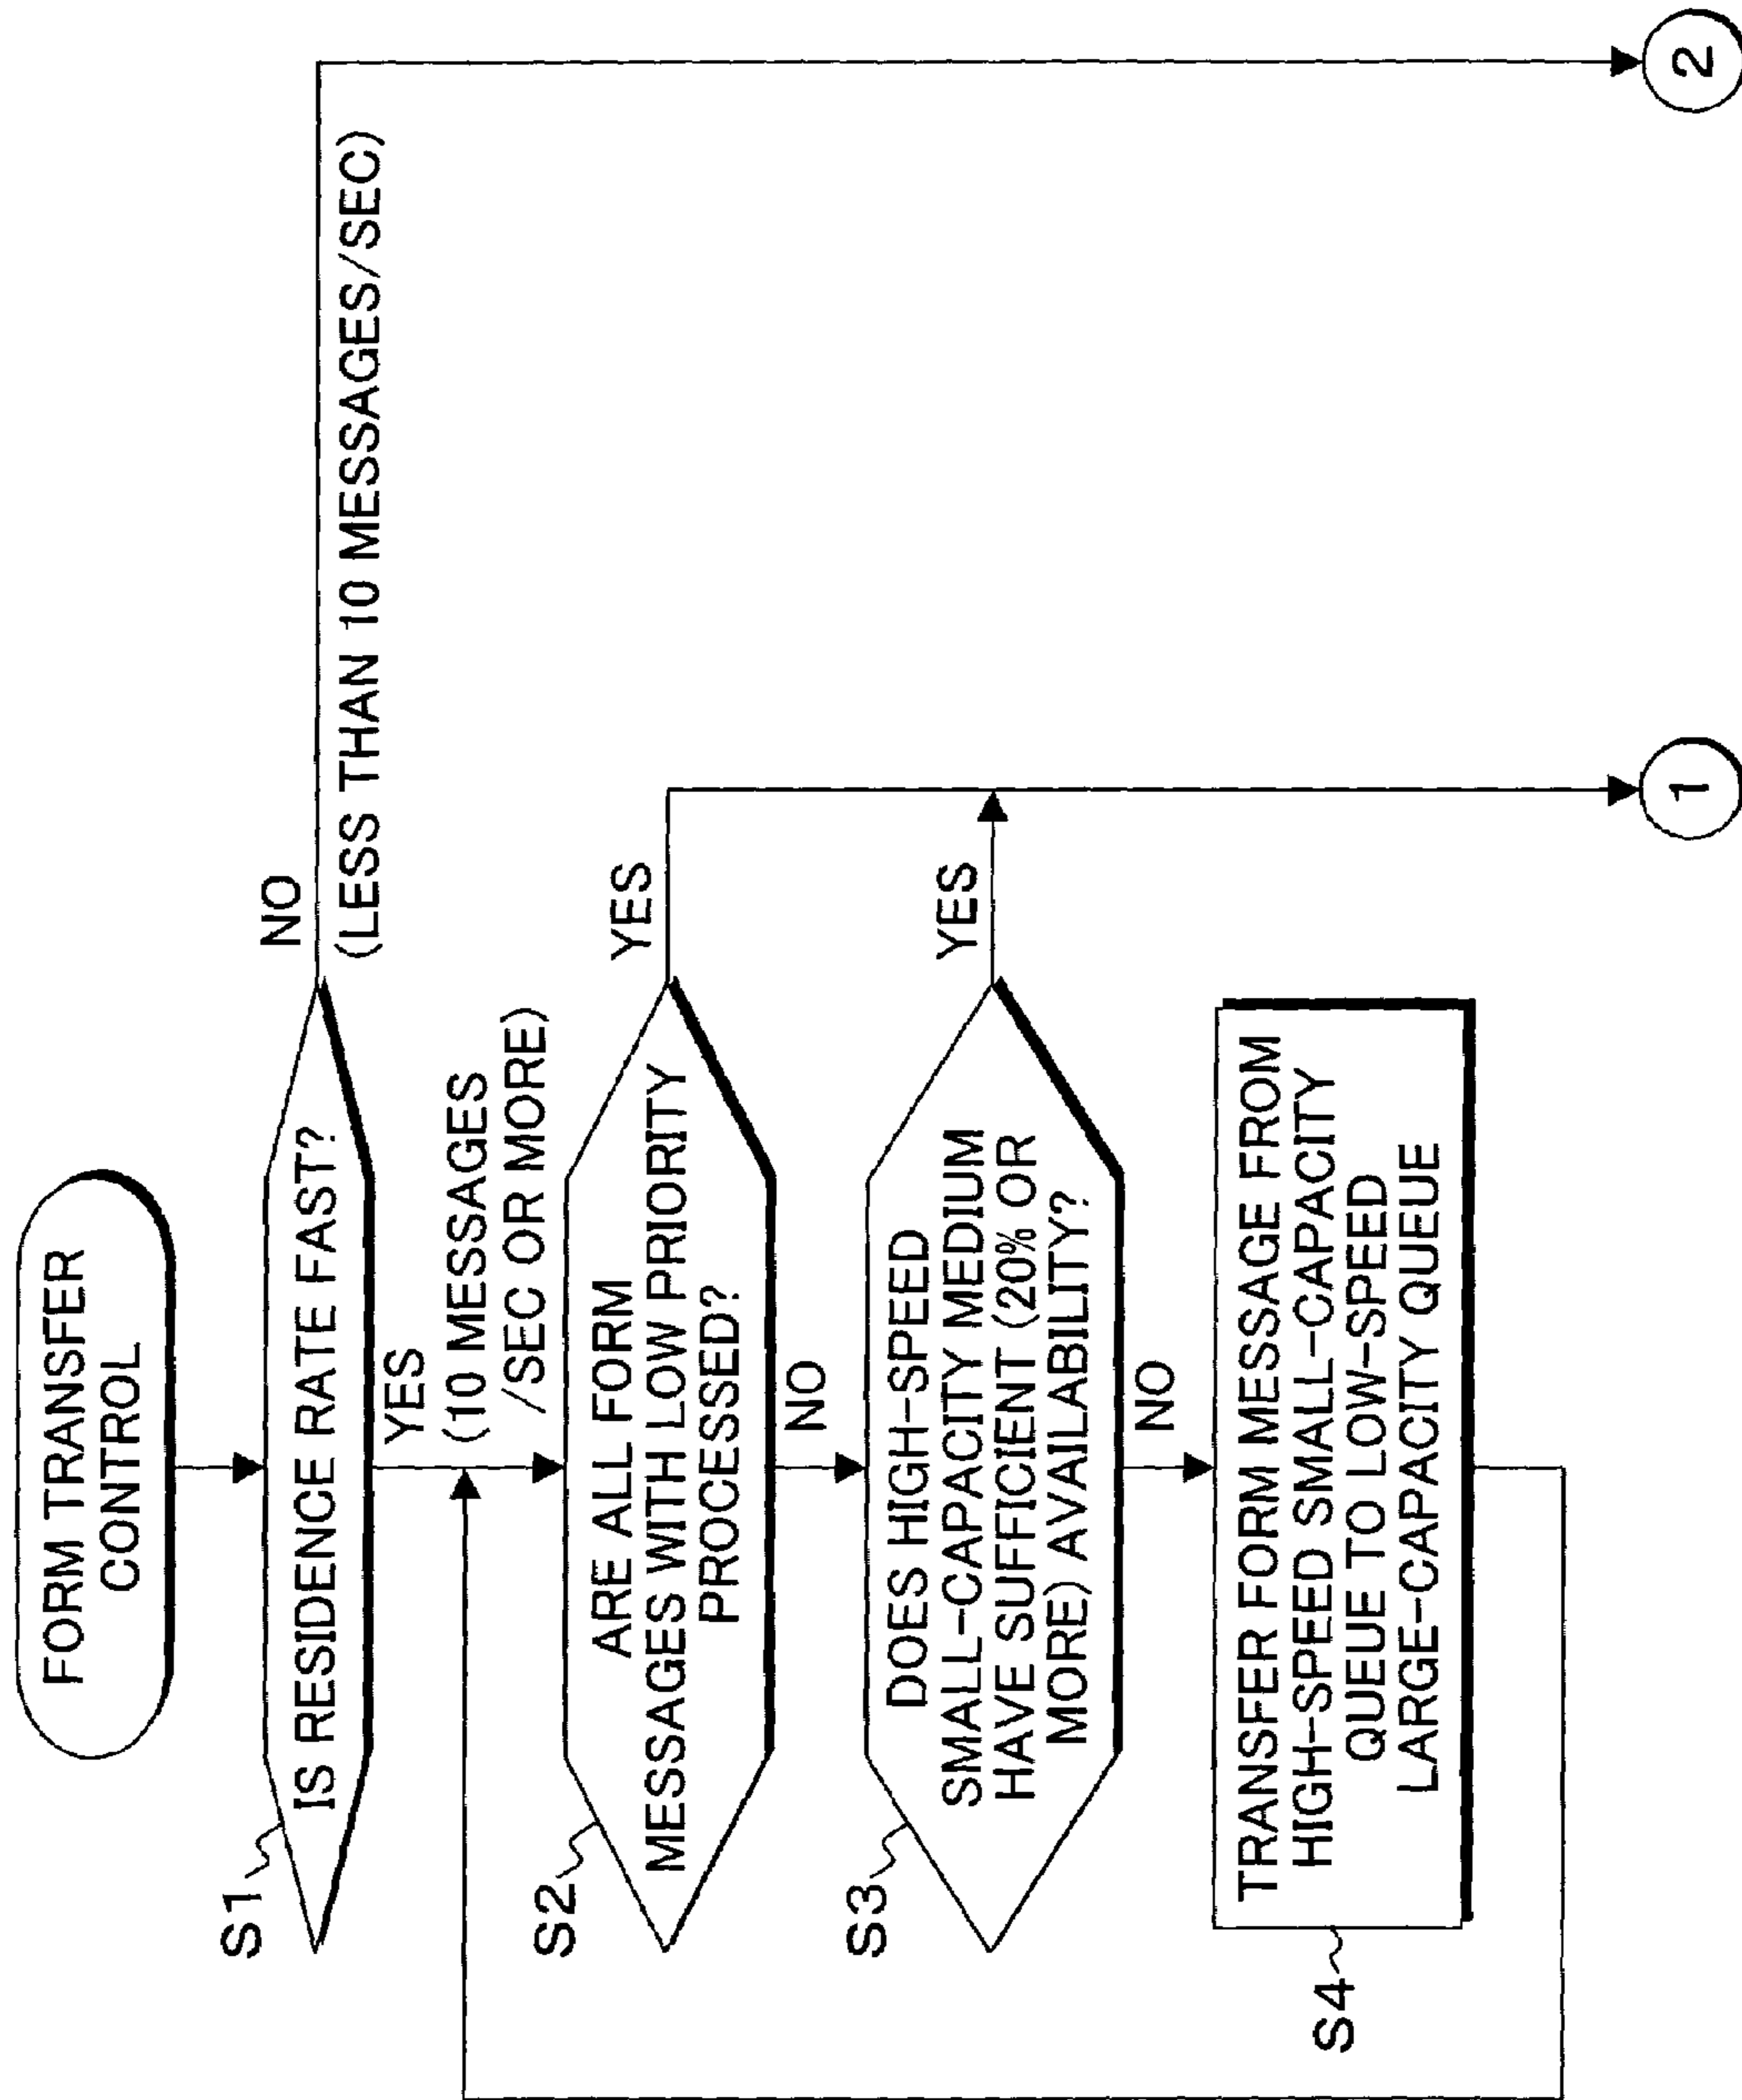 FORM TRANSFER
CONTROL
S1
IS RESIDENCE RATE FAST?
NO
(LESS THAN 10 MESSAGES/SEC)
YES
(10 MESSAGES
/SEC OR MORE)
S2
ARE ALL FORM
MESSAGES WITH LOW PRIORITY
PROCESSED?
YES
NO
S3
DOES HIGH-SPEED
SMALL-CAPACITY MEDIUM
HAVE SUFFICIENT (20% OR
MORE) AVAILABILITY?
YES
NO
S4
TRANSFER FORM MESSAGE FROM
HIGH-SPEED SMALL-CAPACITY
QUEUE TO LOW-SPEED
LARGE-CAPACITY QUEUE
1
2